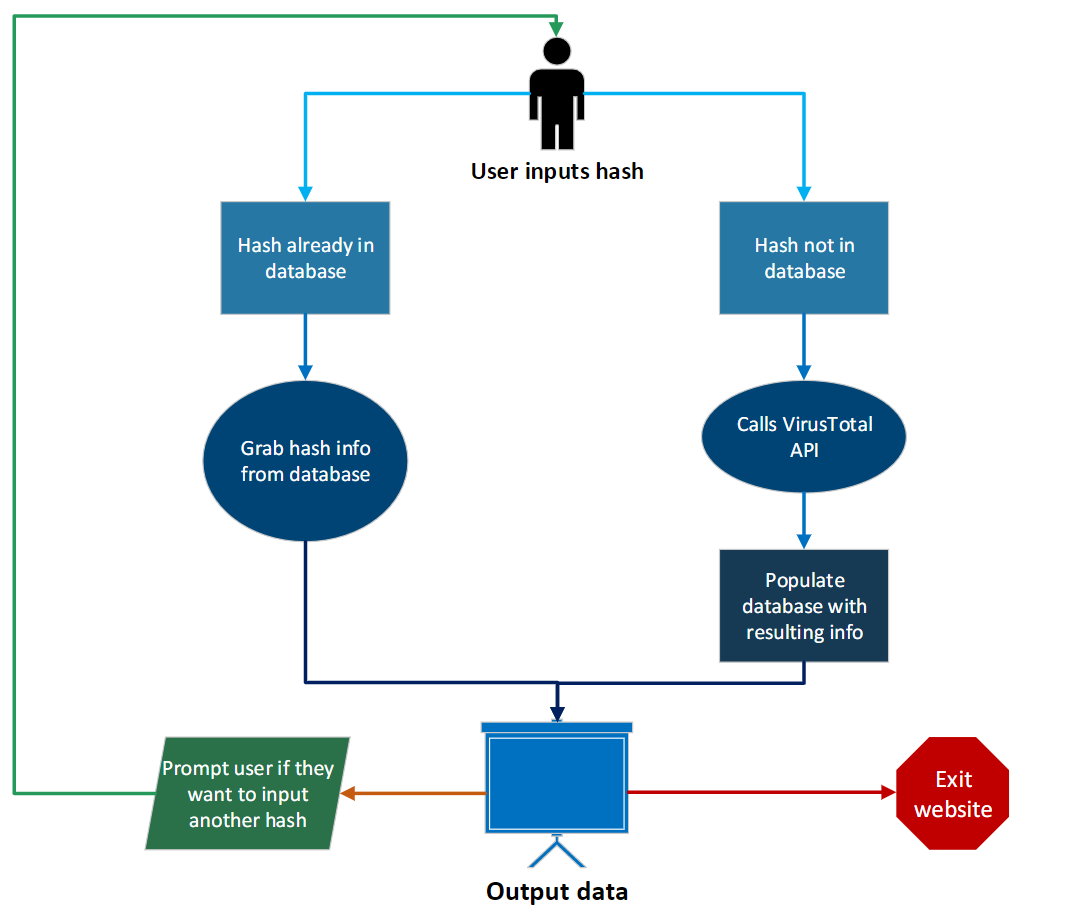 User inputs hash
Hash already in
database
Hash not in
database
Grab hash info
from database
Calls VirusTotal
API
Populate
database with
resulting info
Prompt user if they
want to input
another hash
Exit
website
Output data